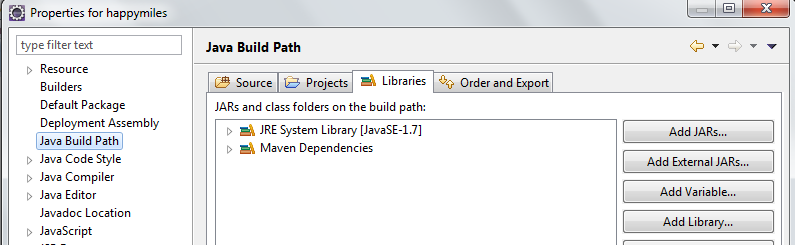 Properties for happymiles
type filter text
Resource
Builders
Default Package
Deployment Assembly
Java Build Path
Java Code Style
Java Compiler
Java Editor
Javadoc Location
JavaScript
Java Build Path
Source Projects Libraries Order and Export
JARs and class folders on the build path:
JRE System Library [JavaSE-1.7]
Maven Dependencies
Add JARs...
Add External JARs...
Add Variable...
Add Library...